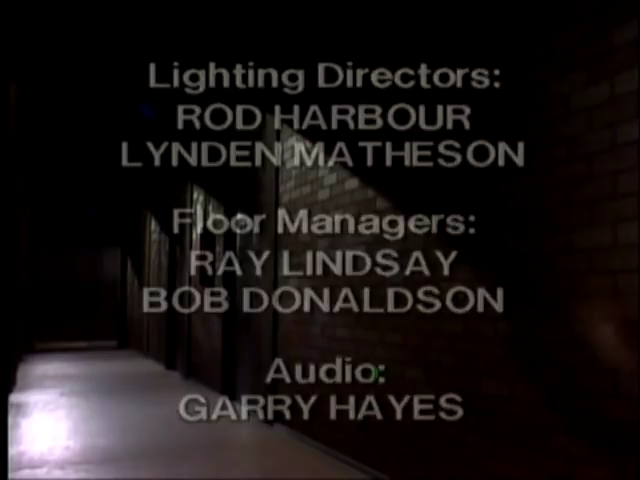 Lighting Directors:
ROD HARBOUR
LYNDEN MATHESON
Floor Managers:
RAY LINDSAY
BOB DONALDSON
Audio:
GARRY HAYES